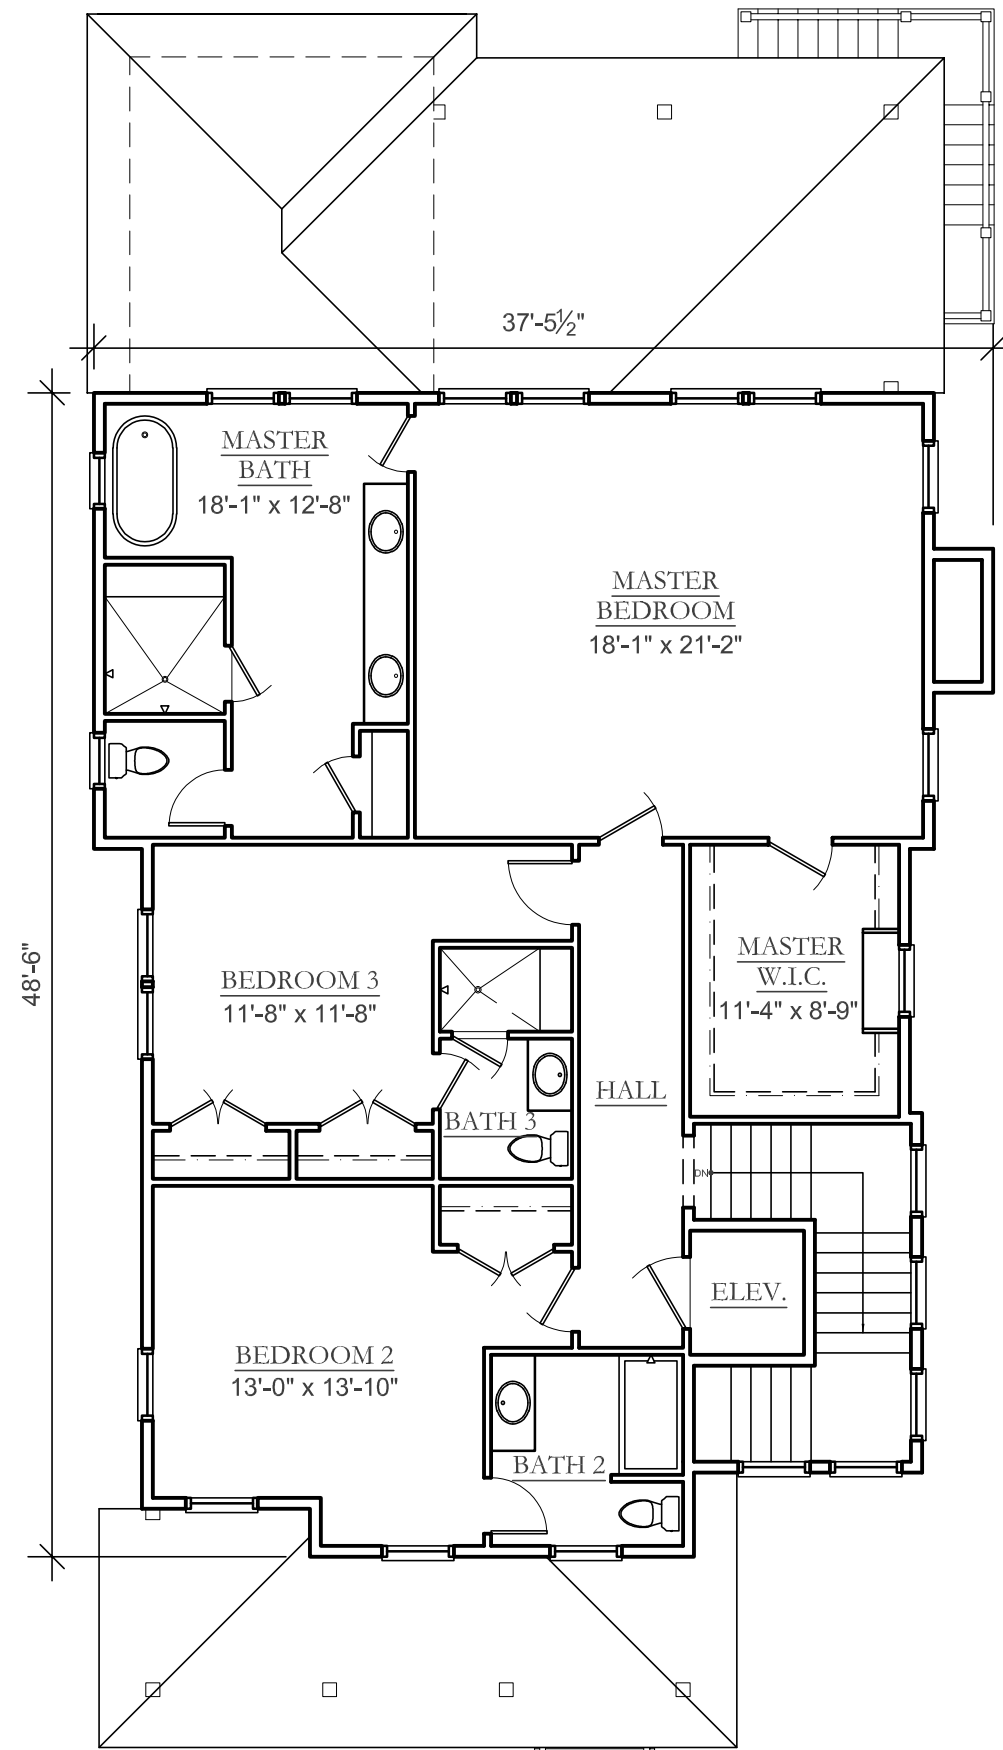 37'-5½"
MASTER
BATH
18'-1" x 12'-8"
MASTER
BEDROOM
18'-1" x 21'-2"
48'-6"
BEDROOM 3
11'-8" x 11'-8"
MASTER
W.I.C.
11'-4" x 8'-9"
HALL
BATH 3
DN
ELEV.
BEDROOM 2
13'-0" x 13'-10"
BATH 2